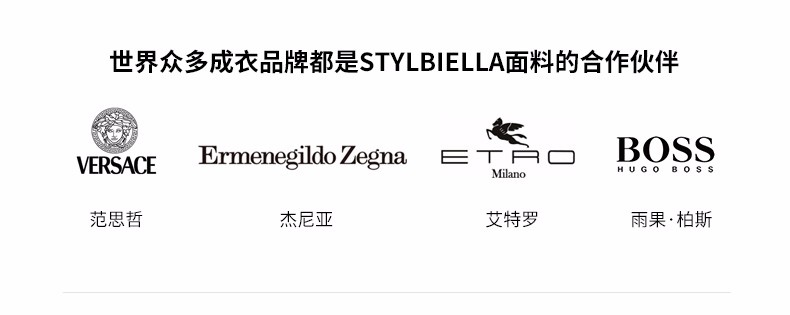 世界众多成衣品牌都是STYLBIELLA面料的合作伙伴
VERSACE
Ermenegildo Zegna
ETRO
Milano
BOSS
HUGO BOSS
范思哲
杰尼亚
艾特罗
雨果·柏斯